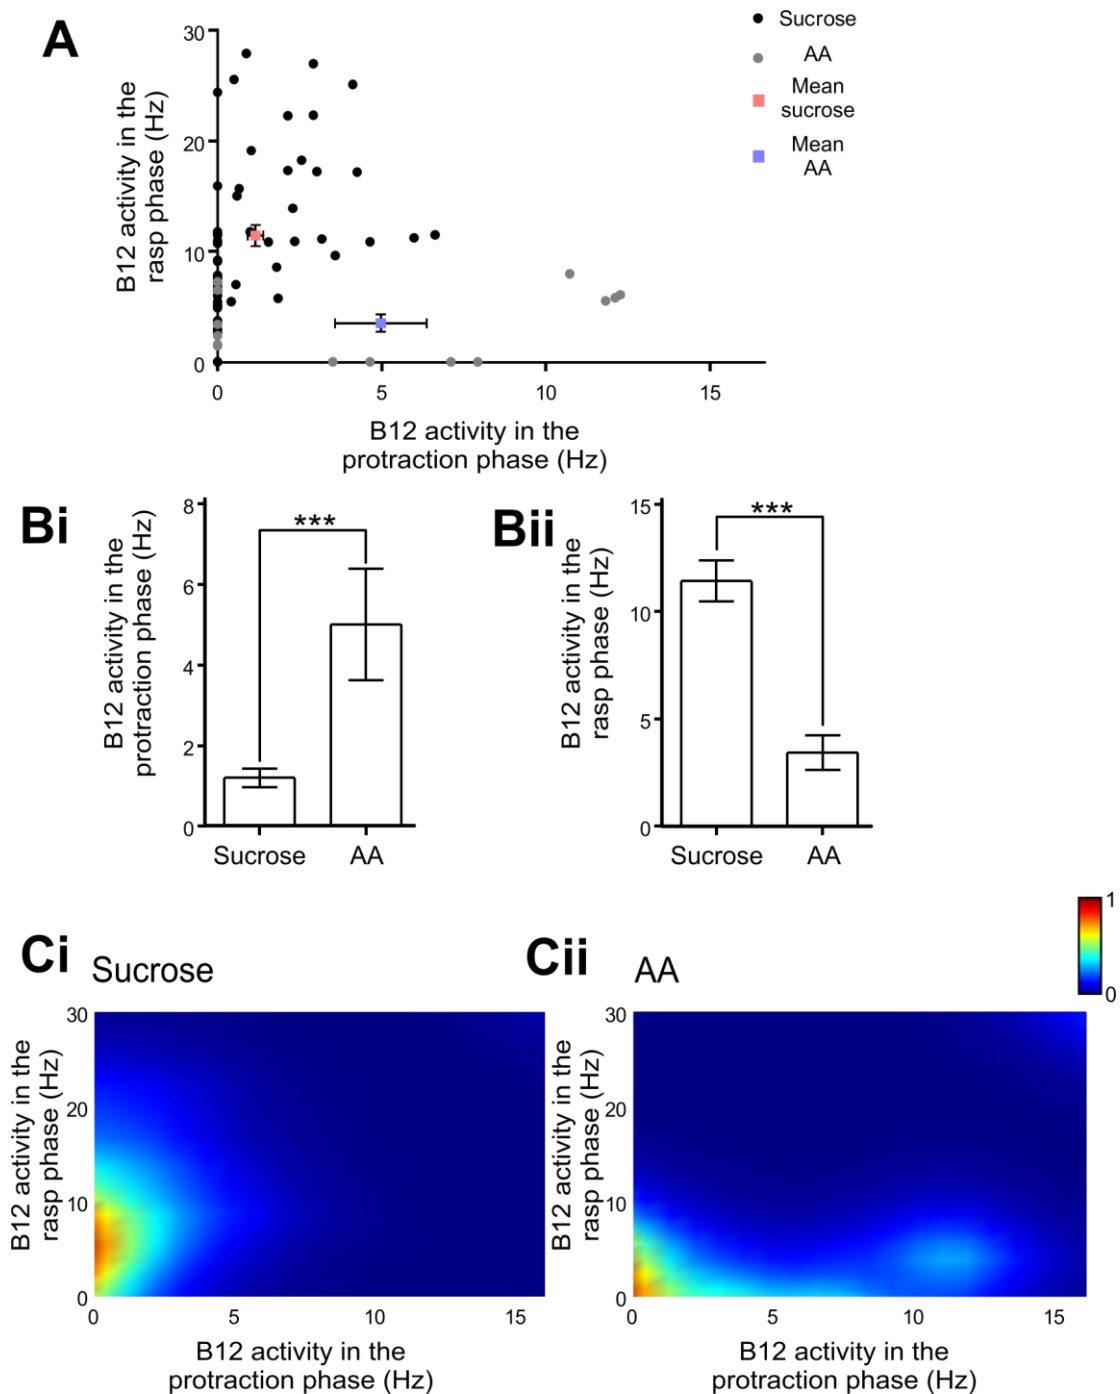 A
30
20
10
0
0
5
10
15
B12 activity in the
rasp phase (Hz)
B12 activity in the
protraction phase (Hz)
Sucrose
AA
Mean
sucrose
Mean
AA
Bi
8
6
4
2
0
B12 activity in the
protraction phase (Hz)
***
Sucrose
AA
Bii
15
10
5
0
B12 activity in the
rasp phase (Hz)
***
Sucrose
AA
Ci
Sucrose
30
20
10
0
0
5
10
15
B12 activity in the
rasp phase (Hz)
B12 activity in the
protraction phase (Hz)
Cii
AA
30
20
10
0
0
5
10
15
B12 activity in the
rasp phase (Hz)
B12 activity in the
protraction phase (Hz)
1
0